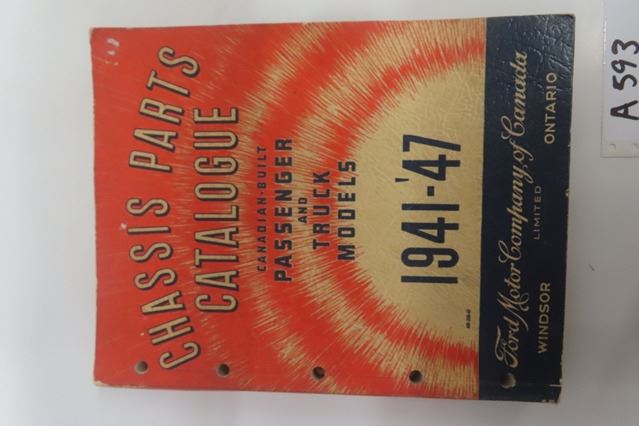 CHASSIS PARTS
CATALOGUE
CANADIAN-BUILT
PASSENGER
AND
TRUCK
MODELS
1941-'47
Ford Motor Company of Canada
LIMITED
WINDSOR ONTARIO
A 593